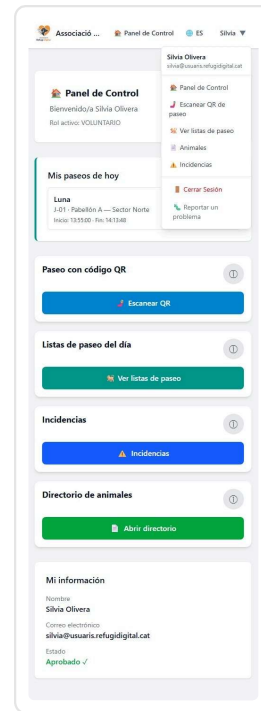 Associació ...
Panel de Control
ES
Silvia ▼
Silvia Olivera
silvia@usuaris.refugidigital.cat
Panel de Control
Escanear QR de
paseo
Ver listas de paseo
Animales
Incidencias
Cerrar Sesión
Reportar un
problema
Panel de Control
Bienvenido/a Silvia Olivera
Rol activo: VOLUNTARIO
Mis paseos de hoy
Luna
J-01 - Pabellón A — Sector Norte
Inicio: 13:55:00 - Fin: 14:13:48
Paseo con código QR
Escanear QR
Listas de paseo del día
Ver listas de paseo
Incidencias
Incidencias
Directorio de animales
Abrir directorio
Mi información
Nombre
Silvia Olivera
Correo electrónico
silvia@usuaris.refugidigital.cat
Estado
Aprobado ✓